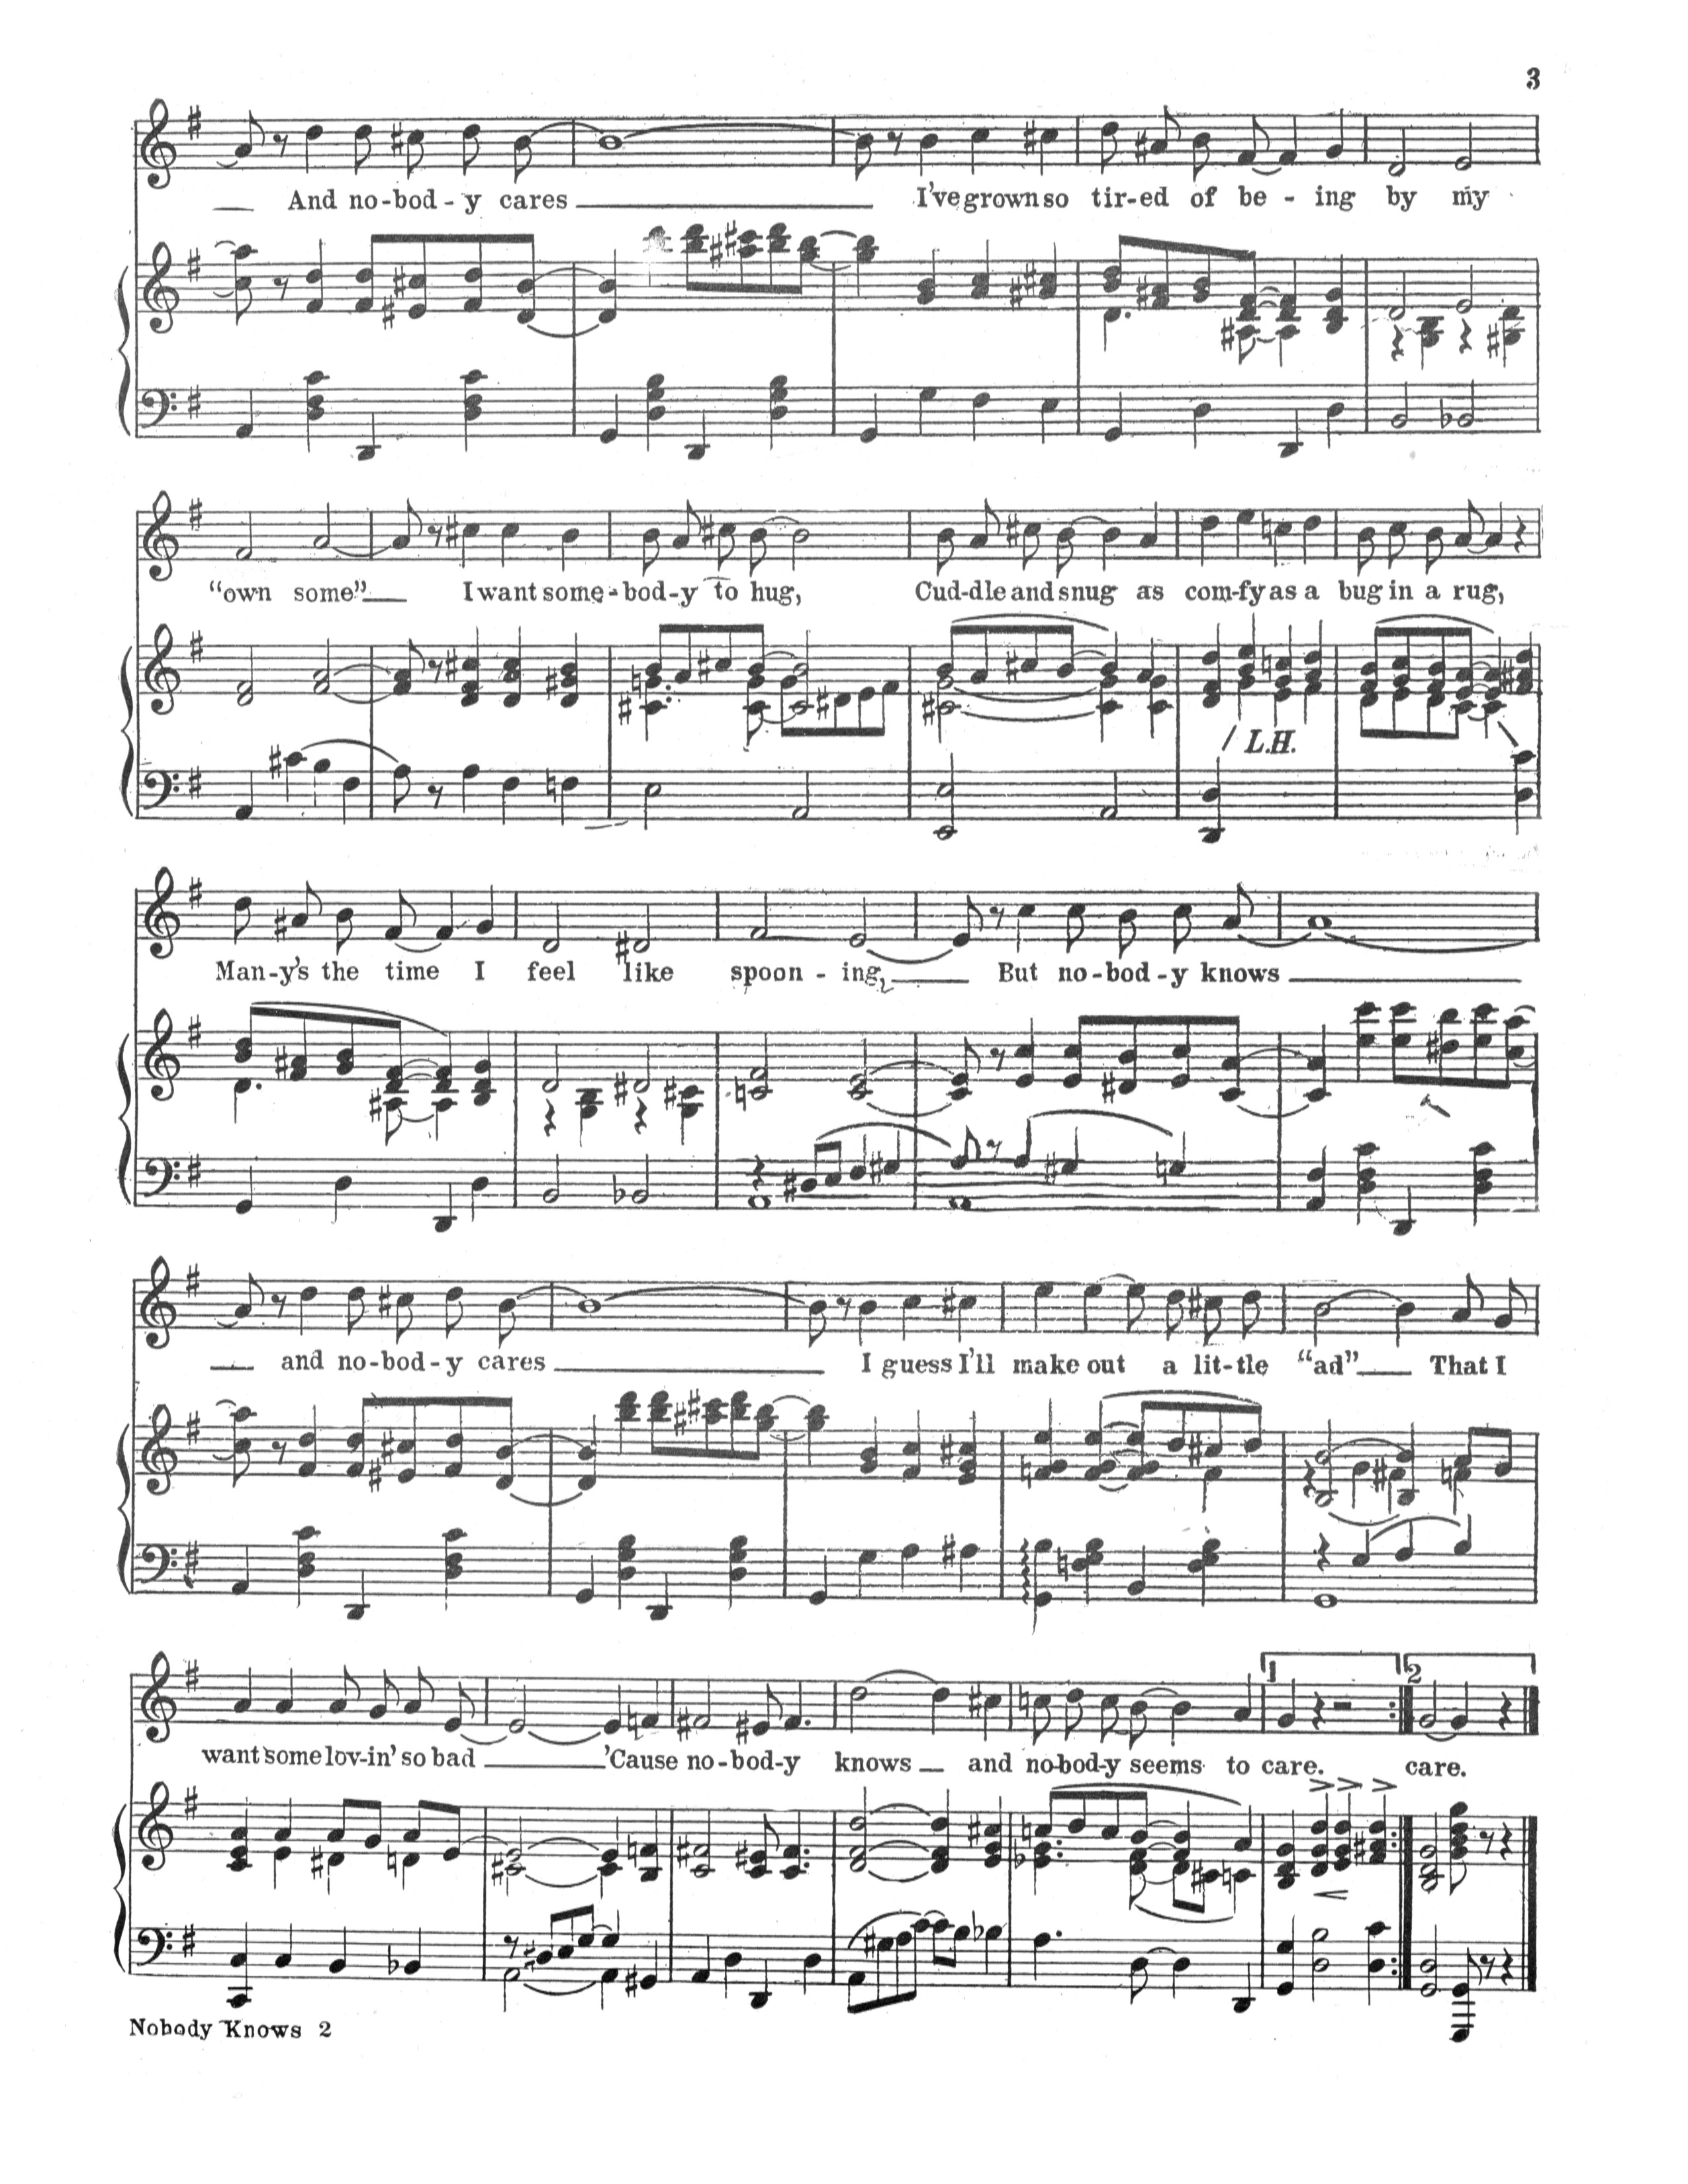 3
And no-bod-y cares I've grown so tir-ed of be-ing by my
"own some" I want some-bod-y to hug, Cud-dle and snug as com-fy as a bug in a rug,
L.H.
Man-y's the time I feel like spoon-ing, But no-bod-y knows
and no-bod-y cares I guess I'll make out a lit-tle "ad" That I
1 2
want some lov-in' so bad 'Cause no-bod-y knows and no-bod-y seems to care. care.
Nobody Knows 2